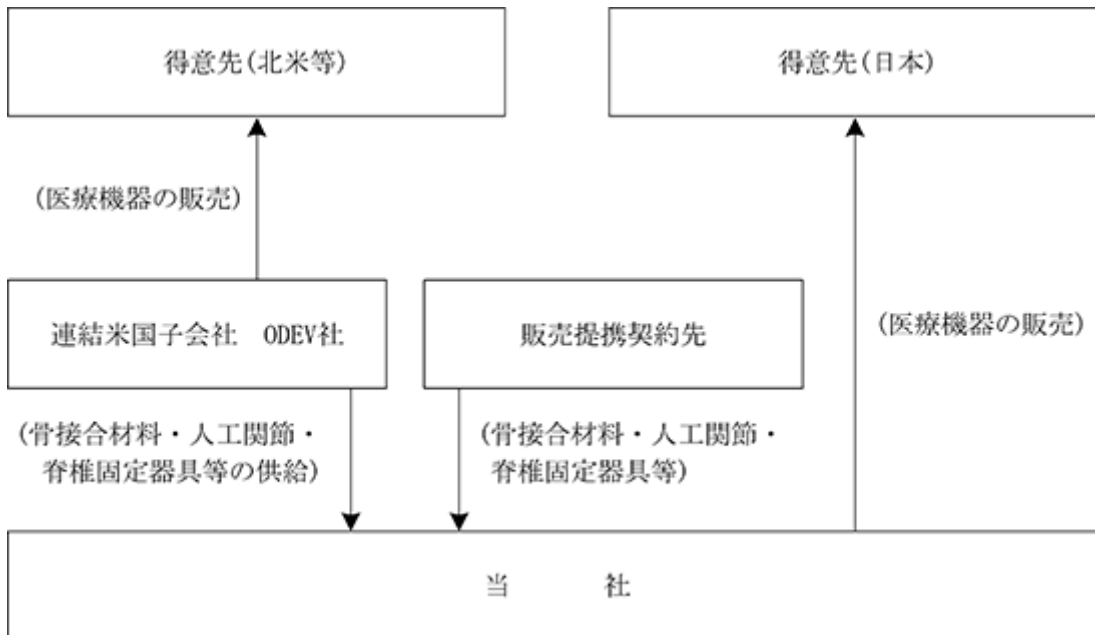 得意先(北米等)
得意先(日本)
(医療機器の販売)
連結米国子会社　ODEV社
販売提携契約先
(医療機器の販売)
(骨接合材料・人工関節・
脊椎固定器具等の供給)
(骨接合材料・人工関節・
脊椎固定器具等)
当　　　社